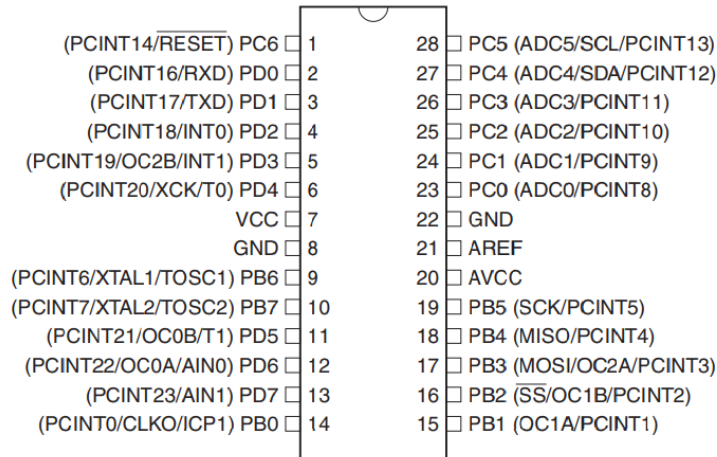 (PCINT14/RESET) PC6 1 28 PC5 (ADC5/SCL/PCINT13)
(PCINT16/RXD) PD0 2 27 PC4 (ADC4/SDA/PCINT12)
(PCINT17/TXD) PD1 3 26 PC3 (ADC3/PCINT11)
(PCINT18/INT0) PD2 4 25 PC2 (ADC2/PCINT10)
(PCINT19/OC2B/INT1) PD3 5 24 PC1 (ADC1/PCINT9)
(PCINT20/XCK/T0) PD4 6 23 PC0 (ADC0/PCINT8)
VCC 7 22 GND
GND 8 21 AREF
(PCINT6/XTAL1/TOSC1) PB6 9 20 AVCC
(PCINT7/XTAL2/TOSC2) PB7 10 19 PB5 (SCK/PCINT5)
(PCINT21/OC0B/T1) PD5 11 18 PB4 (MISO/PCINT4)
(PCINT22/OC0A/AIN0) PD6 12 17 PB3 (MOSI/OC2A/PCINT3)
(PCINT23/AIN1) PD7 13 16 PB2 (SS/OC1B/PCINT2)
(PCINT0/CLKO/ICP1) PB0 14 15 PB1 (OC1A/PCINT1)